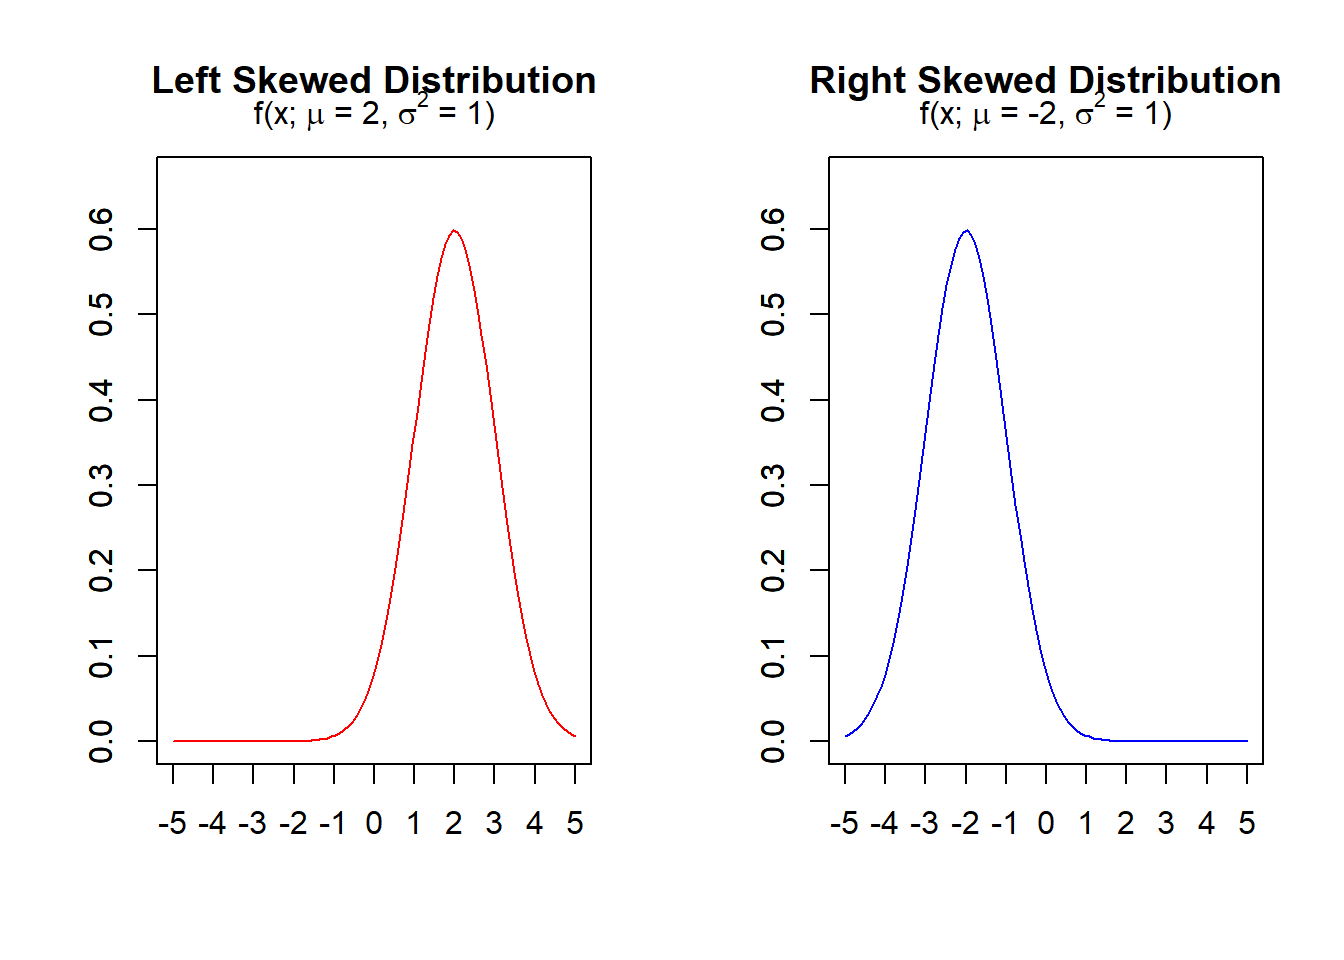 Left Skewed Distribution
f(x; μ = 2, σ² = 1)
0.6
0.5
0.4
0.3
0.2
0.1
0.0
-5 -4 -3 -2 -1 0 1 2 3 4 5
Right Skewed Distribution
f(x; μ = -2, σ² = 1)
0.6
0.5
0.4
0.3
0.2
0.1
0.0
-5 -4 -3 -2 -1 0 1 2 3 4 5